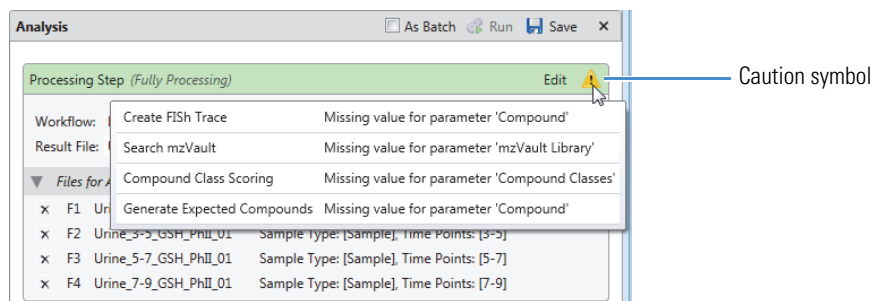 Analysis As Batch Run Save ×
Processing Step (Fully Processing) Edit
Caution symbol
Workflow:
Create FISh Trace Missing value for parameter 'Compound'
Result File:
Search mzVault Missing value for parameter 'mzVault Library'
Files for
Compound Class Scoring Missing value for parameter 'Compound Classes'
× F1
Generate Expected Compounds Missing value for parameter 'Compound'
× F2 Urine_3-5_GSH_PhII_01 Sample Type: [Sample], Time Points: [3-5]
× F3 Urine_5-7_GSH_PhII_01 Sample Type: [Sample], Time Points: [5-7]
× F4 Urine_7-9_GSH_PhII_01 Sample Type: [Sample], Time Points: [7-9]